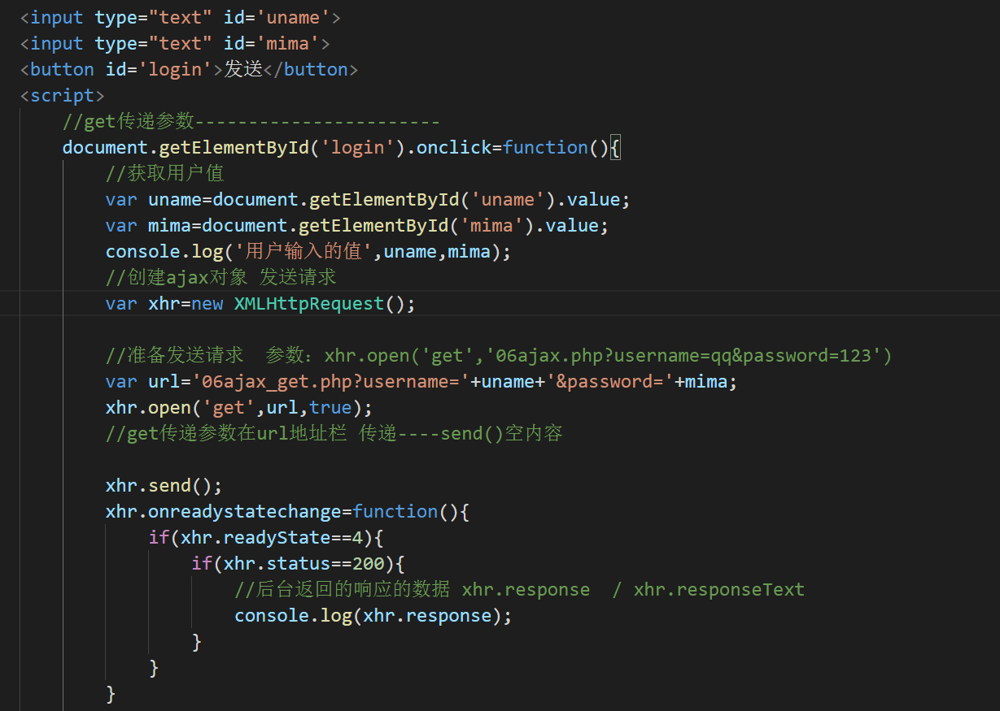 <input type="text" id='uname'>
<input type="text" id='mima'>
<button id='login'>发送</button>
<script>
//get传递参数-----------------------
document.getElementById('login').onclick=function(){
//获取用户值
var uname=document.getElementById('uname').value;
var mima=document.getElementById('mima').value;
console.log('用户输入的值',uname,mima);
//创建ajax对象 发送请求
var xhr=new XMLHttpRequest();
//准备发送请求  参数：xhr.open('get','06ajax.php?username=qq&password=123')
var url='06ajax_get.php?username='+uname+'&password='+mima;
xhr.open('get',url,true);
//get传递参数在url地址栏 传递----send()空内容
xhr.send();
xhr.onreadystatechange=function(){
if(xhr.readyState==4){
if(xhr.status==200){
//后台返回的响应的数据 xhr.response  / xhr.responseText
console.log(xhr.response);
}
}
}